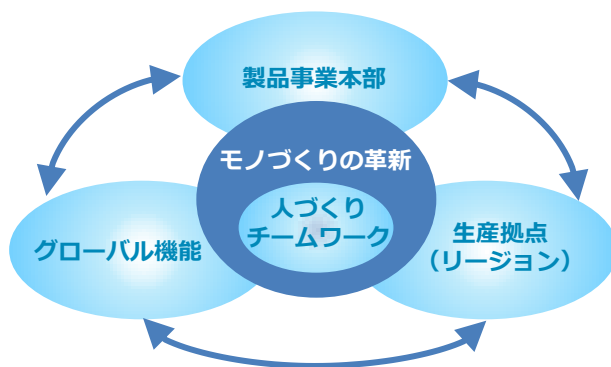 製品事業本部
モノづくりの革新
人づくり
チームワーク
グローバル機能
生産拠点
（リージョン）